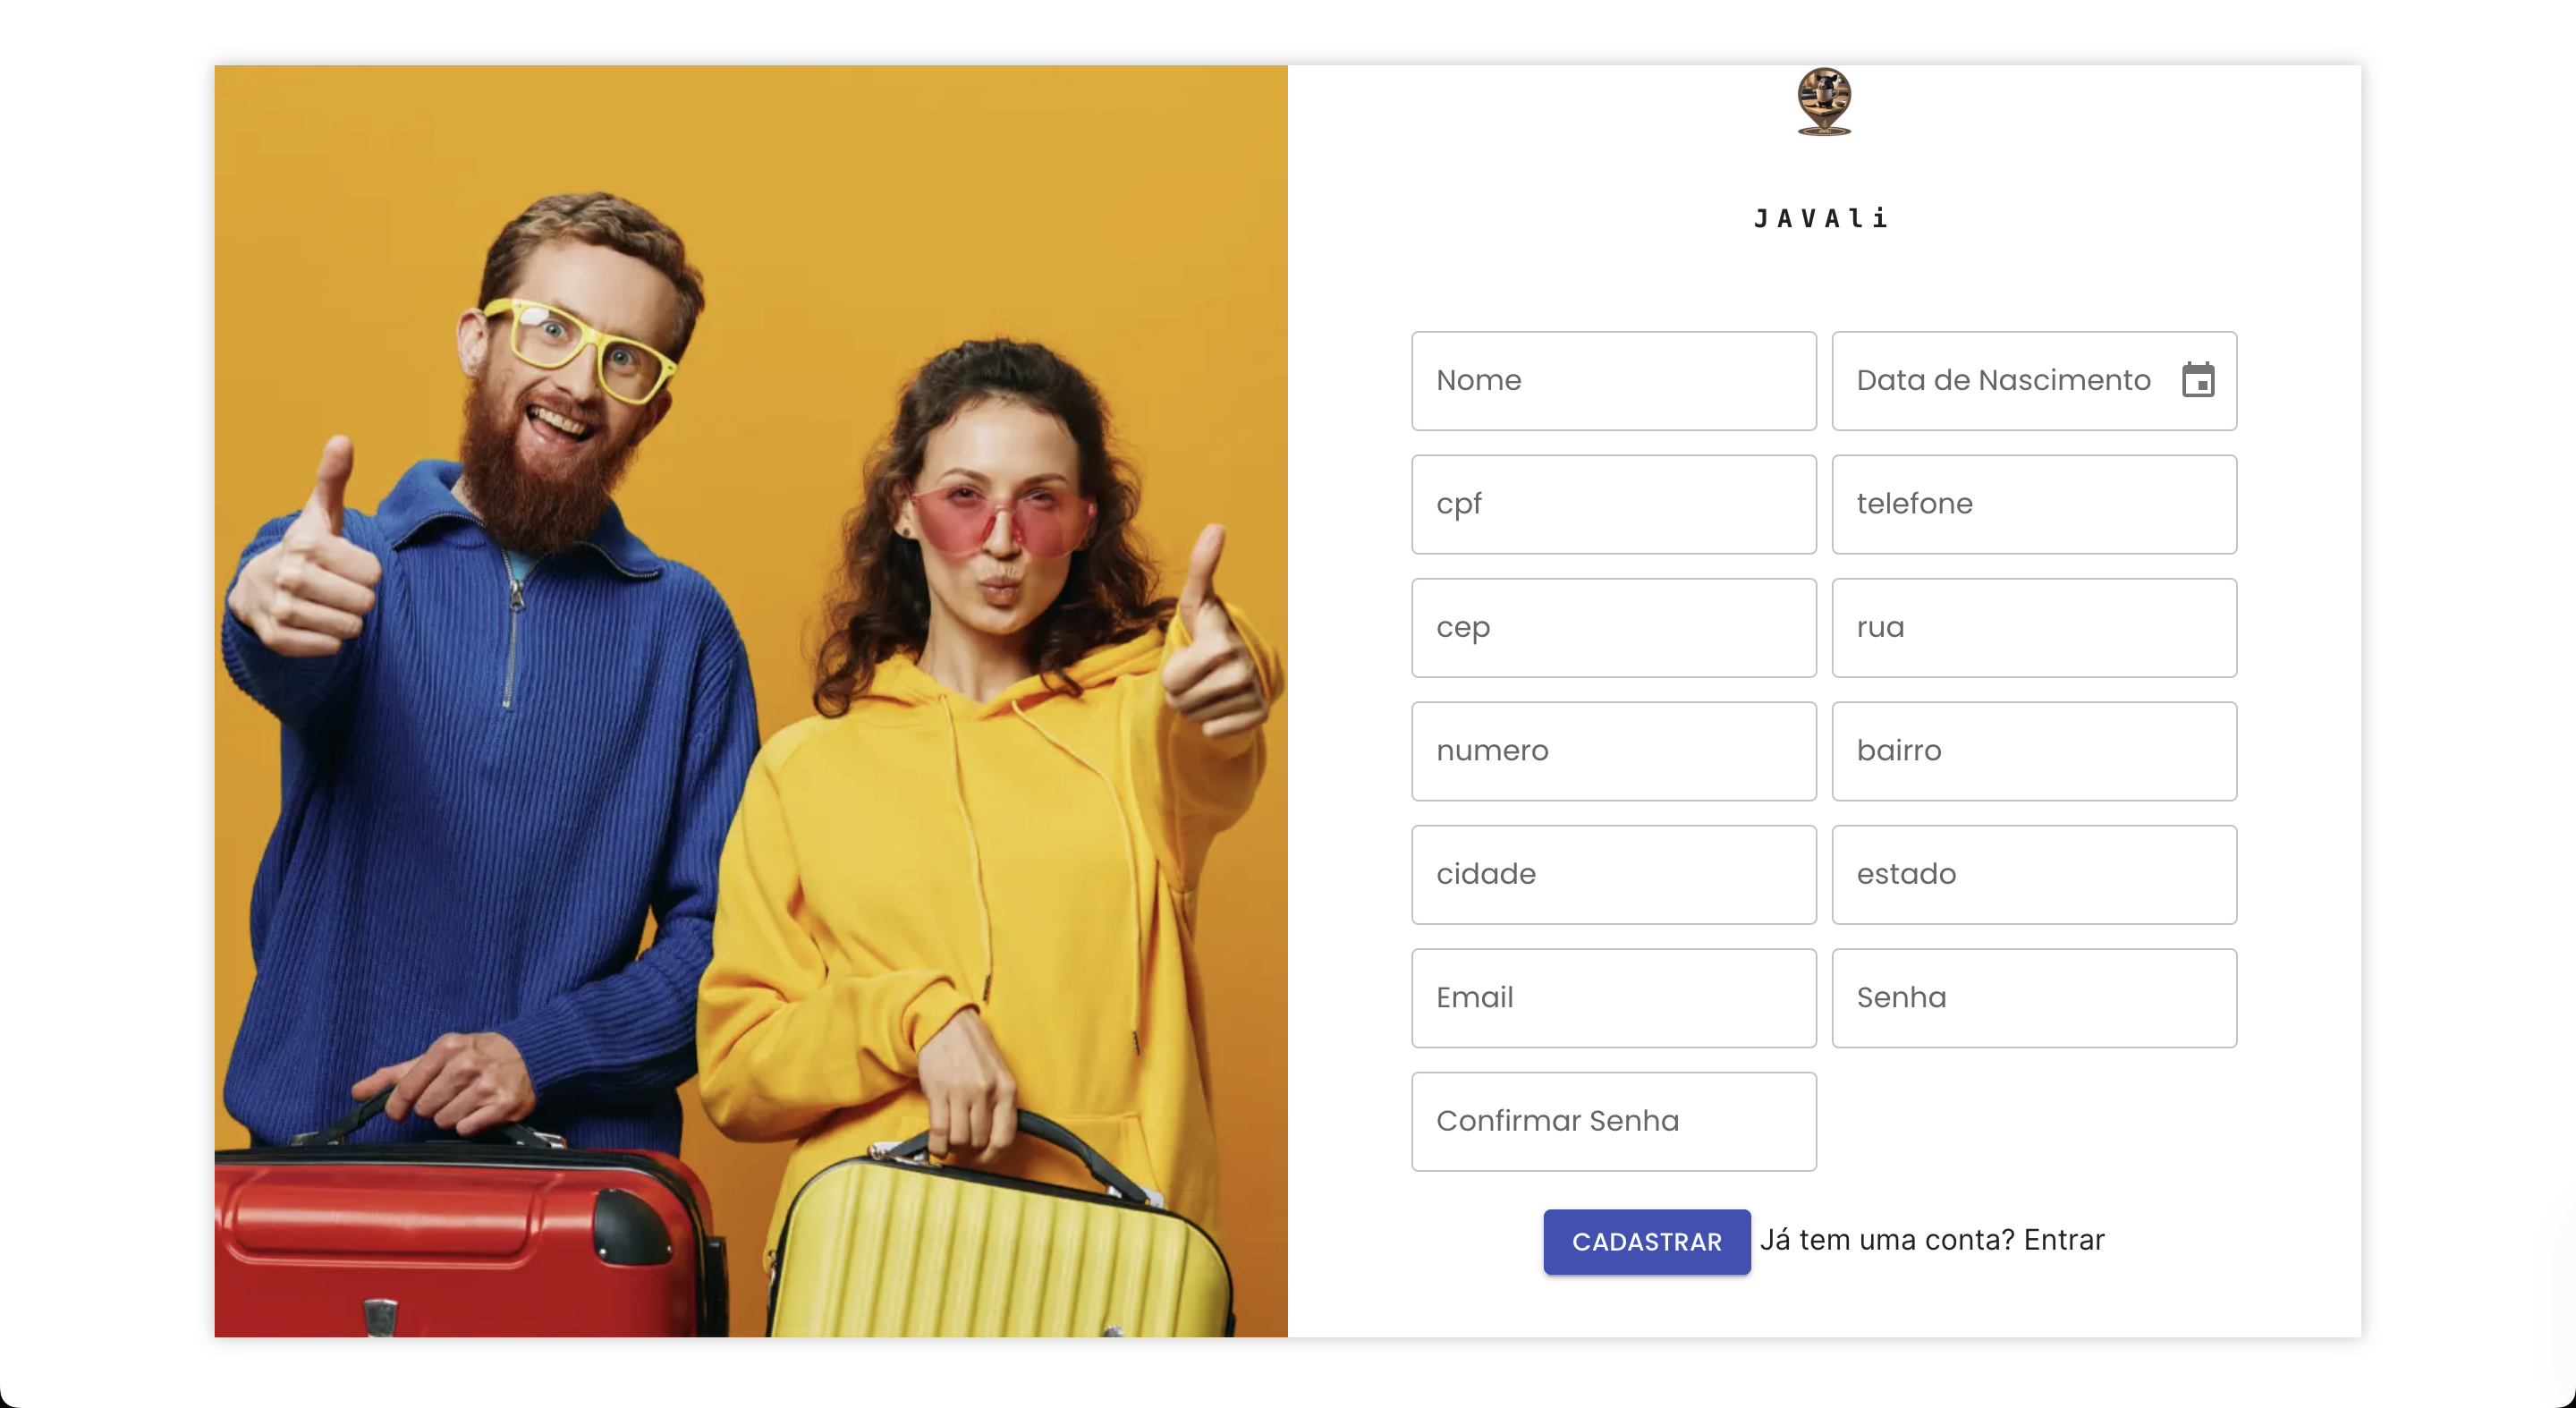 JAVAli
Nome
Data de Nascimento
cpf
telefone
cep
rua
numero
bairro
cidade
estado
Email
Senha
Confirmar Senha
CADASTRAR Já tem uma conta? Entrar